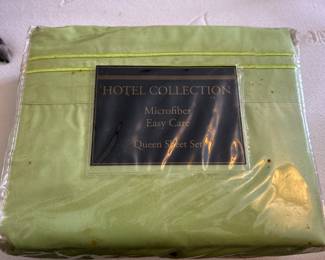 HOTEL COLLECTION
Microfiber
Easy Care
Queen Sheet Set